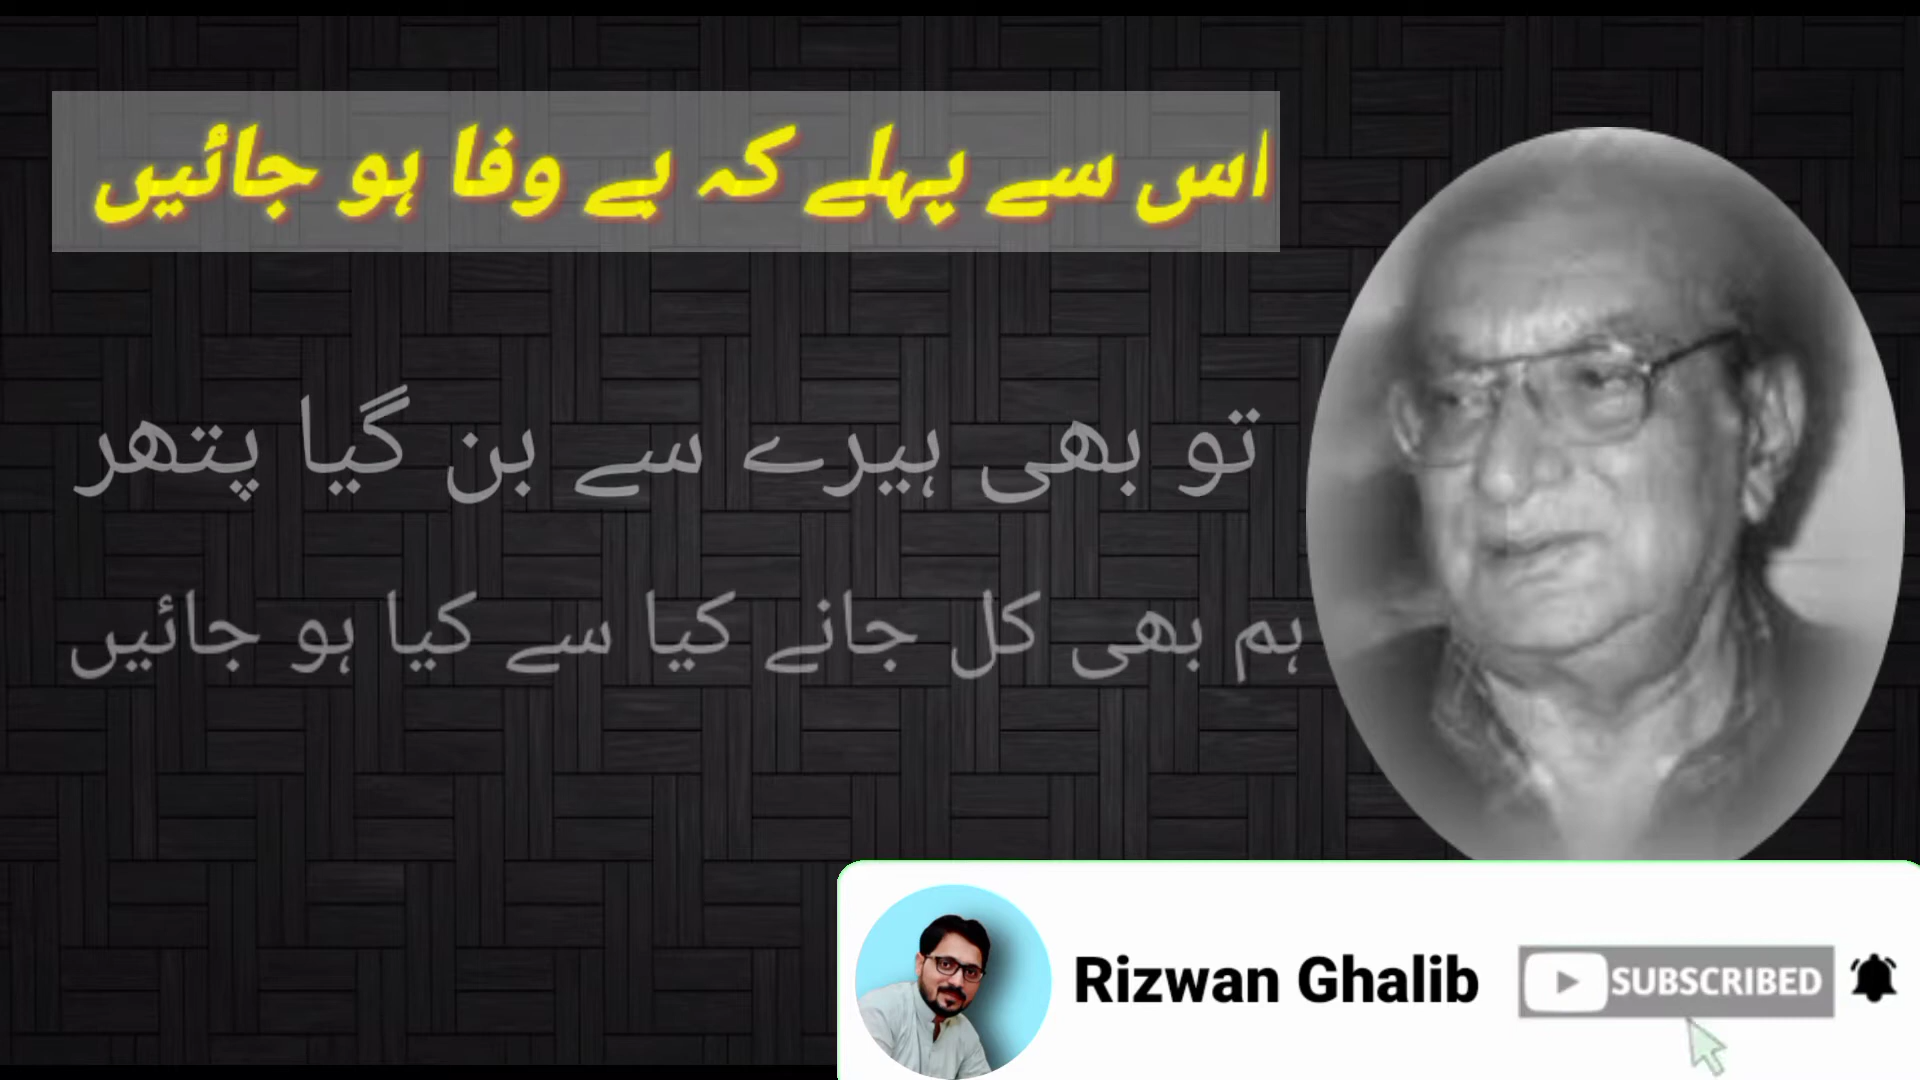 اس سے پہلے کہ بے وفا ہو جائیں
تو بھی ہیرے سے بن گیا پتھر
ہم بھی کل جانے کیا سے کیا ہو جائیں
Rizwan Ghalib
SUBSCRIBED